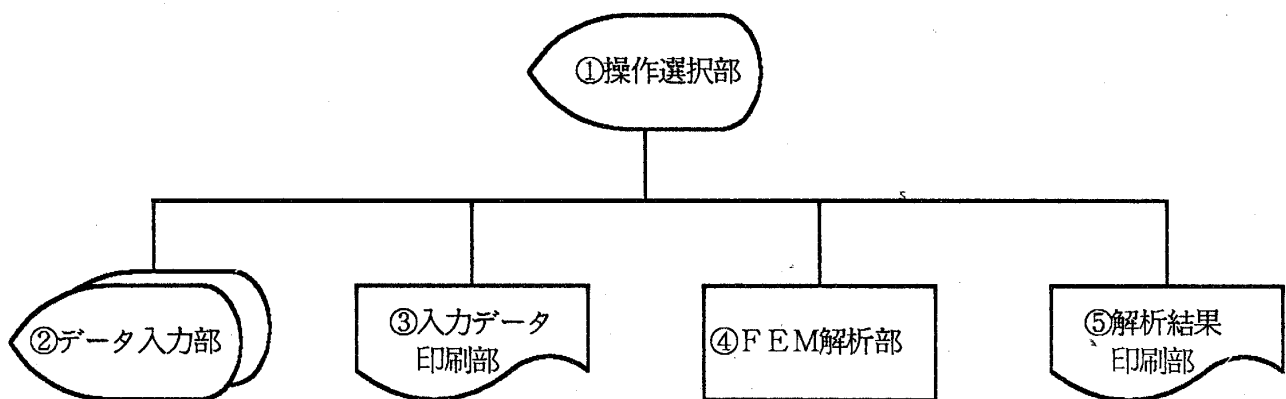 ①操作選択部
②データ入力部
③入力データ
印刷部
④ＦＥＭ解析部
⑤解析結果
印刷部